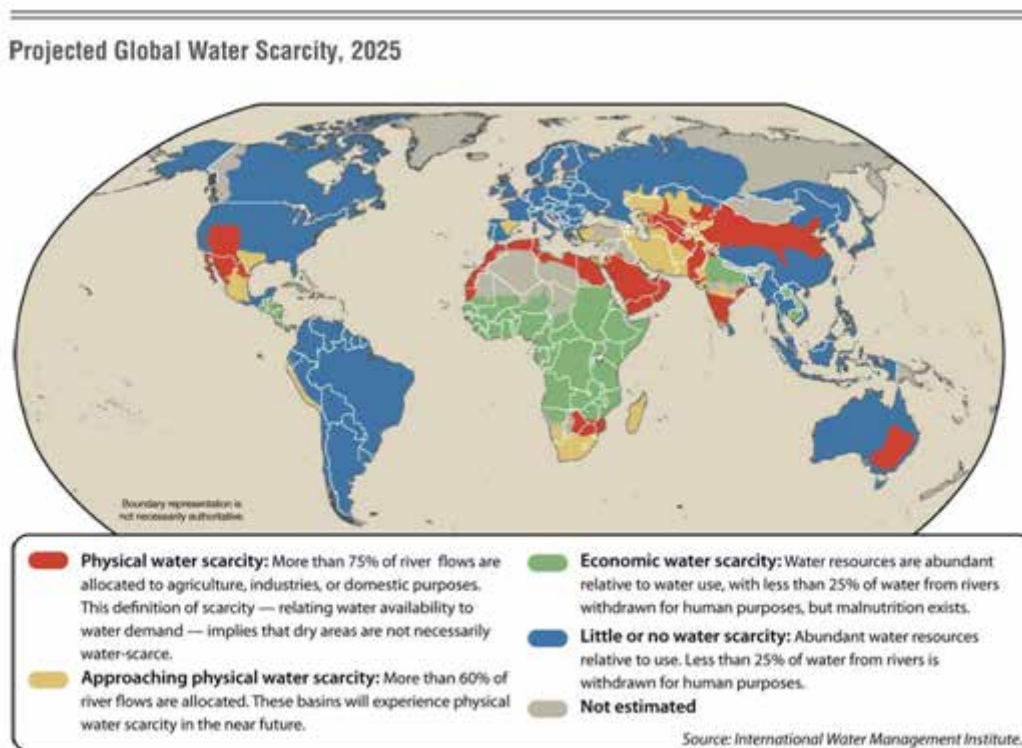 Projected Global Water Scarcity, 2025
Boundary representation is
not necessarily authoritative.
Physical water scarcity: More than 75% of river flows are
allocated to agriculture, industries, or domestic purposes.
This definition of scarcity — relating water availability to
water demand — implies that dry areas are not necessarily
water-scarce.
Approaching physical water scarcity: More than 60% of
river flows are allocated. These basins will experience physical
water scarcity in the near future.
Economic water scarcity: Water resources are abundant
relative to water use, with less than 25% of water from rivers
withdrawn for human purposes, but malnutrition exists.
Little or no water scarcity: Abundant water resources
relative to use. Less than 25% of water from rivers is
withdrawn for human purposes.
Not estimated
Source: International Water Management Institute.